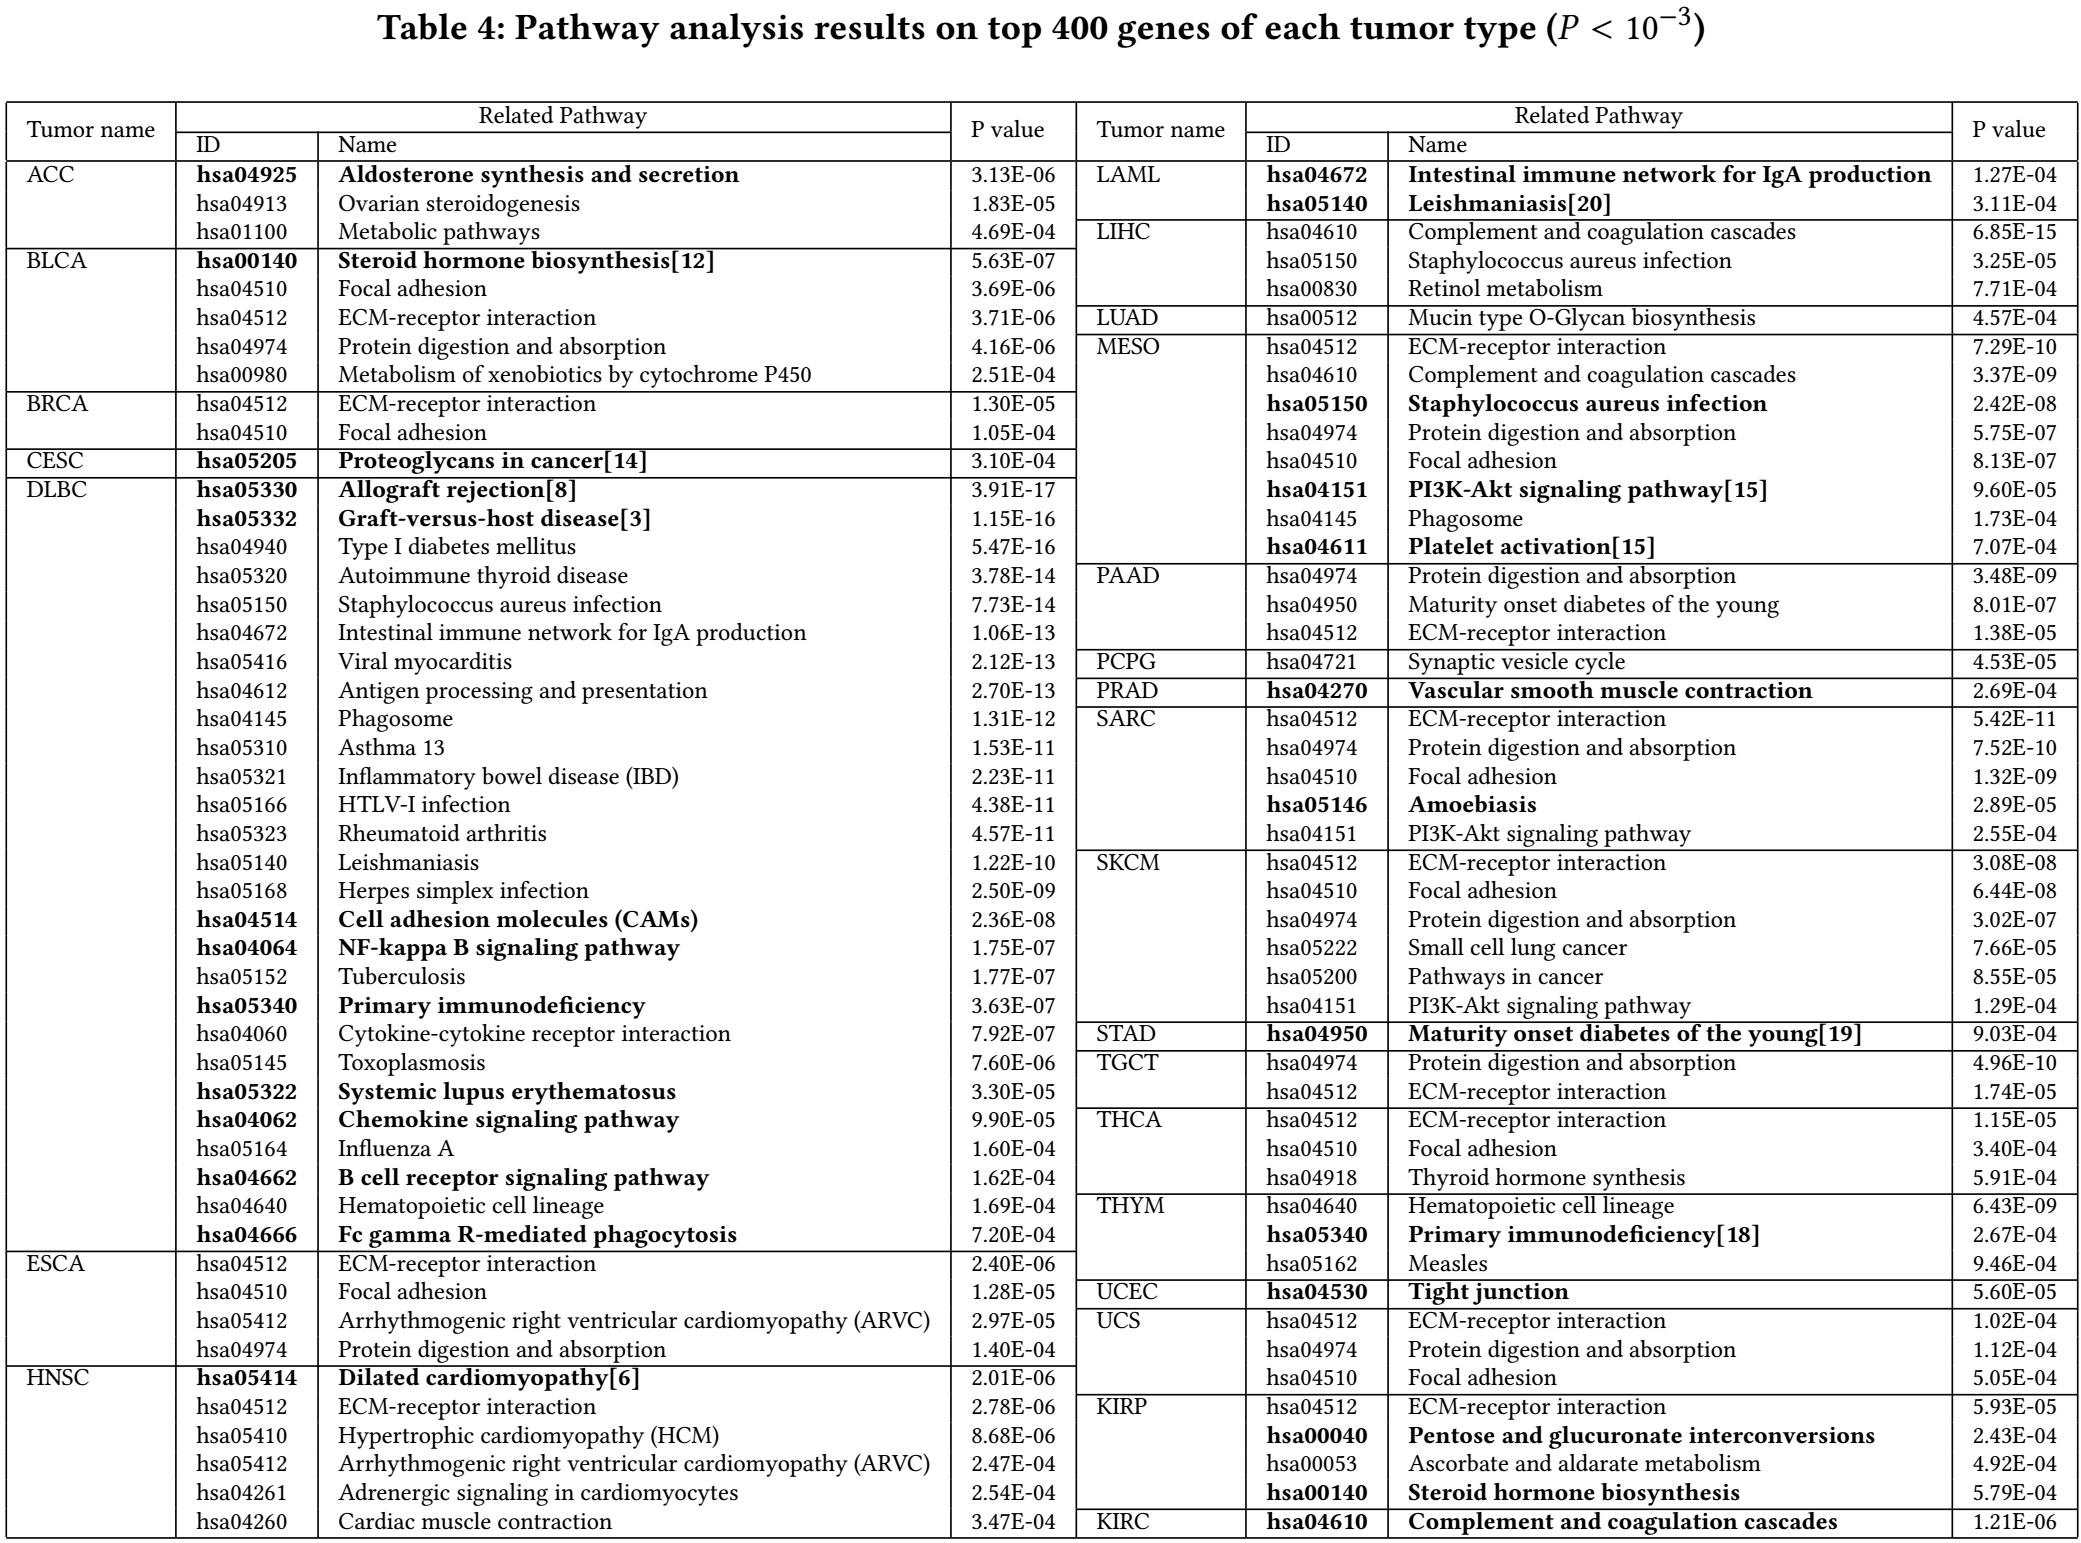 Table 4: Pathway analysis results on top 400 genes of each tumor type (P < 10⁻³)
Tumor name Related Pathway P value Tumor name Related Pathway P value
ID Name ID Name
ACC hsa04925 Aldosterone synthesis and secretion 3.13E-06 LAML hsa04672 Intestinal immune network for IgA production 1.27E-04
hsa04913 Ovarian steroidogenesis 1.83E-05 hsa05140 Leishmaniasis[20] 3.11E-04
hsa01100 Metabolic pathways 4.69E-04 LIHC hsa04610 Complement and coagulation cascades 6.85E-15
BLCA hsa00140 Steroid hormone biosynthesis[12] 5.63E-07 hsa05150 Staphylococcus aureus infection 3.25E-05
hsa04510 Focal adhesion 3.69E-06 hsa00830 Retinol metabolism 7.71E-04
hsa04512 ECM-receptor interaction 3.71E-06 LUAD hsa00512 Mucin type O-Glycan biosynthesis 4.57E-04
hsa04974 Protein digestion and absorption 4.16E-06 MESO hsa04512 ECM-receptor interaction 7.29E-10
hsa00980 Metabolism of xenobiotics by cytochrome P450 2.51E-04 hsa04610 Complement and coagulation cascades 3.37E-09
BRCA hsa04512 ECM-receptor interaction 1.30E-05 hsa05150 Staphylococcus aureus infection 2.42E-08
hsa04510 Focal adhesion 1.05E-04 hsa04974 Protein digestion and absorption 5.75E-07
CESC hsa05205 Proteoglycans in cancer[14] 3.10E-04 hsa04510 Focal adhesion 8.13E-07
DLBC hsa05330 Allograft rejection[8] 3.91E-17 hsa04151 PI3K-Akt signaling pathway[15] 9.60E-05
hsa05332 Graft-versus-host disease[3] 1.15E-16 hsa04145 Phagosome 1.73E-04
hsa04940 Type I diabetes mellitus 5.47E-16 hsa04611 Platelet activation[15] 7.07E-04
hsa05320 Autoimmune thyroid disease 3.78E-14 PAAD hsa04974 Protein digestion and absorption 3.48E-09
hsa05150 Staphylococcus aureus infection 7.73E-14 hsa04950 Maturity onset diabetes of the young 8.01E-07
hsa04672 Intestinal immune network for IgA production 1.06E-13 hsa04512 ECM-receptor interaction 1.38E-05
hsa05416 Viral myocarditis 2.12E-13 PCPG hsa04721 Synaptic vesicle cycle 4.53E-05
hsa04612 Antigen processing and presentation 2.70E-13 PRAD hsa04270 Vascular smooth muscle contraction 2.69E-04
hsa04145 Phagosome 1.31E-12 SARC hsa04512 ECM-receptor interaction 5.42E-11
hsa05310 Asthma 13 1.53E-11 hsa04974 Protein digestion and absorption 7.52E-10
hsa05321 Inflammatory bowel disease (IBD) 2.23E-11 hsa04510 Focal adhesion 1.32E-09
hsa05166 HTLV-I infection 4.38E-11 hsa05146 Amoebiasis 2.89E-05
hsa05323 Rheumatoid arthritis 4.57E-11 hsa04151 PI3K-Akt signaling pathway 2.55E-04
hsa05140 Leishmaniasis 1.22E-10 SKCM hsa04512 ECM-receptor interaction 3.08E-08
hsa05168 Herpes simplex infection 2.50E-09 hsa04510 Focal adhesion 6.44E-08
hsa04514 Cell adhesion molecules (CAMs) 2.36E-08 hsa04974 Protein digestion and absorption 3.02E-07
hsa04064 NF-kappa B signaling pathway 1.75E-07 hsa05222 Small cell lung cancer 7.66E-05
hsa05152 Tuberculosis 1.77E-07 hsa05200 Pathways in cancer 8.55E-05
hsa05340 Primary immunodeficiency 3.63E-07 hsa04151 PI3K-Akt signaling pathway 1.29E-04
hsa04060 Cytokine-cytokine receptor interaction 7.92E-07 STAD hsa04950 Maturity onset diabetes of the young[19] 9.03E-04
hsa05145 Toxoplasmosis 7.60E-06 TGCT hsa04974 Protein digestion and absorption 4.96E-10
hsa05322 Systemic lupus erythematosus 3.30E-05 hsa04512 ECM-receptor interaction 1.74E-05
hsa04062 Chemokine signaling pathway 9.90E-05 THCA hsa04512 ECM-receptor interaction 1.15E-05
hsa05164 Influenza A 1.60E-04 hsa04510 Focal adhesion 3.40E-04
hsa04662 B cell receptor signaling pathway 1.62E-04 hsa04918 Thyroid hormone synthesis 5.91E-04
hsa04640 Hematopoietic cell lineage 1.69E-04 THYM hsa04640 Hematopoietic cell lineage 6.43E-09
hsa04666 Fc gamma R-mediated phagocytosis 7.20E-04 hsa05340 Primary immunodeficiency[18] 2.67E-04
ESCA hsa04512 ECM-receptor interaction 2.40E-06 hsa05162 Measles 9.46E-04
hsa04510 Focal adhesion 1.28E-05 UCEC hsa04530 Tight junction 5.60E-05
hsa05412 Arrhythmogenic right ventricular cardiomyopathy (ARVC) 2.97E-05 UCS hsa04512 ECM-receptor interaction 1.02E-04
hsa04974 Protein digestion and absorption 1.40E-04 hsa04974 Protein digestion and absorption 1.12E-04
HNSC hsa05414 Dilated cardiomyopathy[6] 2.01E-06 hsa04510 Focal adhesion 5.05E-04
hsa04512 ECM-receptor interaction 2.78E-06 KIRP hsa04512 ECM-receptor interaction 5.93E-05
hsa05410 Hypertrophic cardiomyopathy (HCM) 8.68E-06 hsa00040 Pentose and glucuronate interconversions 2.43E-04
hsa05412 Arrhythmogenic right ventricular cardiomyopathy (ARVC) 2.47E-04 hsa00053 Ascorbate and aldarate metabolism 4.92E-04
hsa04261 Adrenergic signaling in cardiomyocytes 2.54E-04 hsa00140 Steroid hormone biosynthesis 5.79E-04
hsa04260 Cardiac muscle contraction 3.47E-04 KIRC hsa04610 Complement and coagulation cascades 1.21E-06